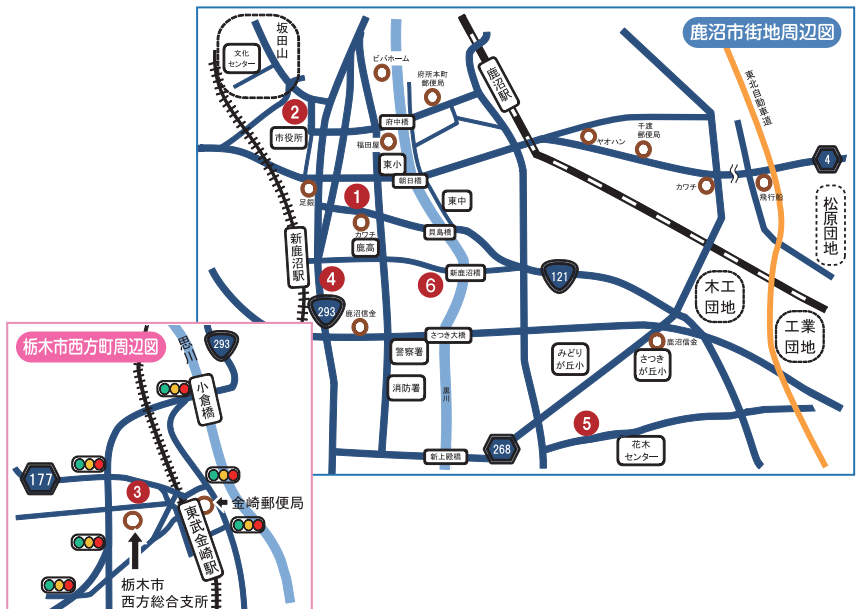 鹿沼市街地周辺図
坂田山
文化
センター
ビバホーム
府所本町
郵便局
鹿沼駅
東北自動車道
2
市役所
府中橋
福田屋
東小
朝日橋
ヤオハン
千渡
郵便局
4
カワチ
飛行船
松原団地
足銀
1
カワチ
鹿高
東中
貝島橋
新鹿沼駅
4
6
新鹿沼橋
121
木工
団地
293
鹿沼信金
さつき大橋
工業
団地
警察署
消防署
黒川
みどり
が丘小
鹿沼信金
さつき
が丘小
5
花木
センター
268
新上殿橋
栃木市西方町周辺図
思川
293
小倉橋
177
3
金崎郵便局
東武金崎駅
栃木市
西方総合支所